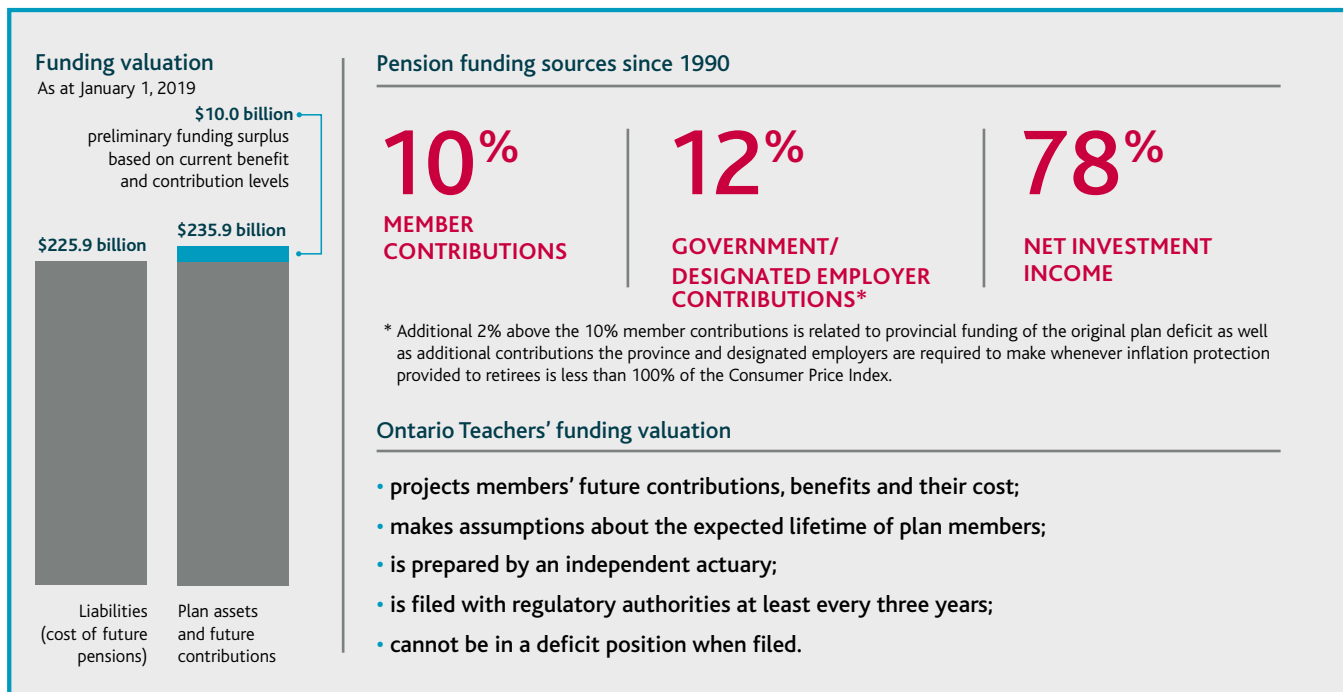 Funding valuation
As at January 1, 2019
$10.0 billion
preliminary funding surplus
based on current benefit
and contribution levels
$225.9 billion
$235.9 billion
Liabilities
(cost of future
pensions)
Plan assets
and future
contributions
Pension funding sources since 1990
10%
MEMBER
CONTRIBUTIONS
12%
GOVERNMENT/
DESIGNATED EMPLOYER
CONTRIBUTIONS*
78%
NET INVESTMENT
INCOME
* Additional 2% above the 10% member contributions is related to provincial funding of the original plan deficit as well
as additional contributions the province and designated employers are required to make whenever inflation protection
provided to retirees is less than 100% of the Consumer Price Index.
Ontario Teachers’ funding valuation
• projects members’ future contributions, benefits and their cost;
• makes assumptions about the expected lifetime of plan members;
• is prepared by an independent actuary;
• is filed with regulatory authorities at least every three years;
• cannot be in a deficit position when filed.